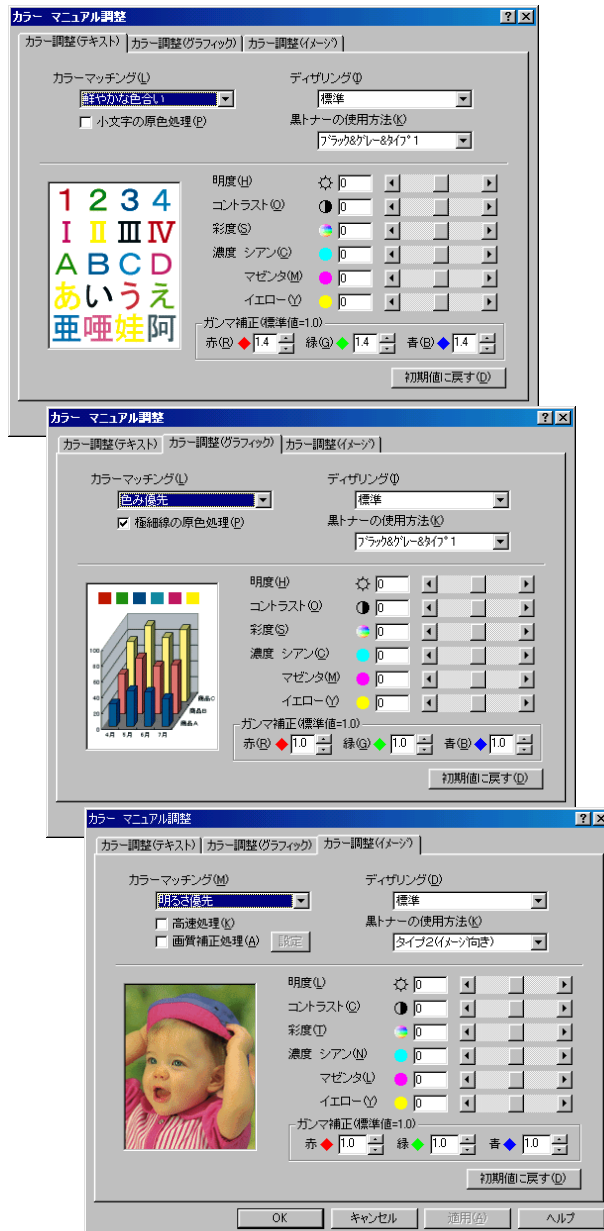 カラー マニュアル調整
カラー調整(テキスト) カラー調整(グラフィック) カラー調整(イメージ)
カラーマッチング(L) ディザリング(I)
鮮やかな色合い 標準
小文字の原色処理(P) 黒トナーの使用方法(K)
ブラック&グレー&タイプ1
明度(H) 0
コントラスト(O) 0
彩度(S) 0
濃度 シアン(C) 0
マゼンタ(M) 0
イエロー(Y) 0
1 2 3 4
I II III IV
A B C D
あ い う え
亜 唖 娃 阿
ガンマ補正(標準値=1.0)
赤(R) 1.4 緑(G) 1.4 青(B) 1.4
初期値に戻す(D)
カラー マニュアル調整
カラー調整(テキスト) カラー調整(グラフィック) カラー調整(イメージ)
カラーマッチング(L) ディザリング(I)
色み優先 標準
極細線の原色処理(P) 黒トナーの使用方法(K)
ブラック&グレー&タイプ1
明度(H) 0
コントラスト(O) 0
彩度(S) 0
濃度 シアン(C) 0
マゼンタ(M) 0
イエロー(Y) 0
100
80
60
40
20
0
商品C
商品B
商品A
4月 5月 6月 7月
ガンマ補正(標準値=1.0)
赤(R) 1.0 緑(G) 1.0 青(B) 1.0
初期値に戻す(D)
カラー マニュアル調整
カラー調整(テキスト) カラー調整(グラフィック) カラー調整(イメージ)
カラーマッチング(M) ディザリング(D)
明るさ優先 標準
高速処理(K) 黒トナーの使用方法(K)
画質補正処理(A) 設定 タイプ2(イメージ向き)
明度(L) 0
コントラスト(C) 0
彩度(T) 0
濃度 シアン(N) 0
マゼンタ(L) 0
イエロー(Y) 0
ガンマ補正(標準値=1.0)
赤 1.0 緑 1.0 青 1.0
初期値に戻す(D)
OK キャンセル 適用(A) ヘルプ